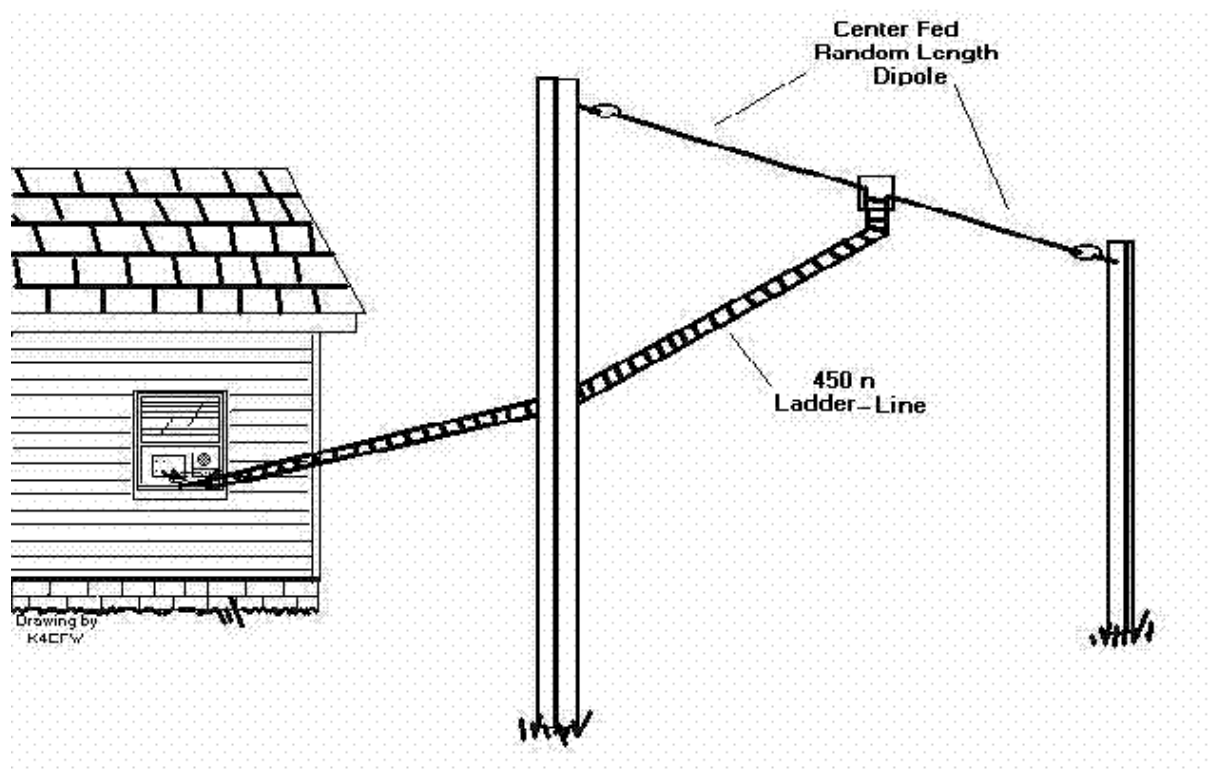 Center Fed
Random Length
Dipole
450 n
Ladder-Line
Drawing by